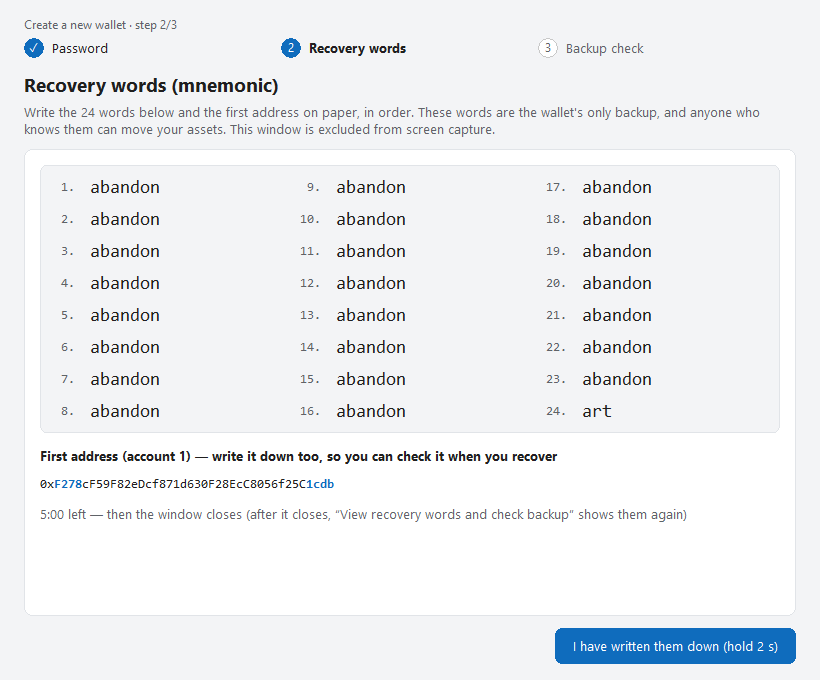 Create a new wallet · step 2/3
✓ Password 2 Recovery words 3 Backup check
Recovery words (mnemonic)
Write the 24 words below and the first address on paper, in order. These words are the wallet's only backup, and anyone who
knows them can move your assets. This window is excluded from screen capture.
1. abandon 9. abandon 17. abandon
2. abandon 10. abandon 18. abandon
3. abandon 11. abandon 19. abandon
4. abandon 12. abandon 20. abandon
5. abandon 13. abandon 21. abandon
6. abandon 14. abandon 22. abandon
7. abandon 15. abandon 23. abandon
8. abandon 16. abandon 24. art
First address (account 1) — write it down too, so you can check it when you recover
0xF278cF59F82eDcf871d630F28EcC8056f25C1cdb
5:00 left — then the window closes (after it closes, “View recovery words and check backup” shows them again)
I have written them down (hold 2 s)